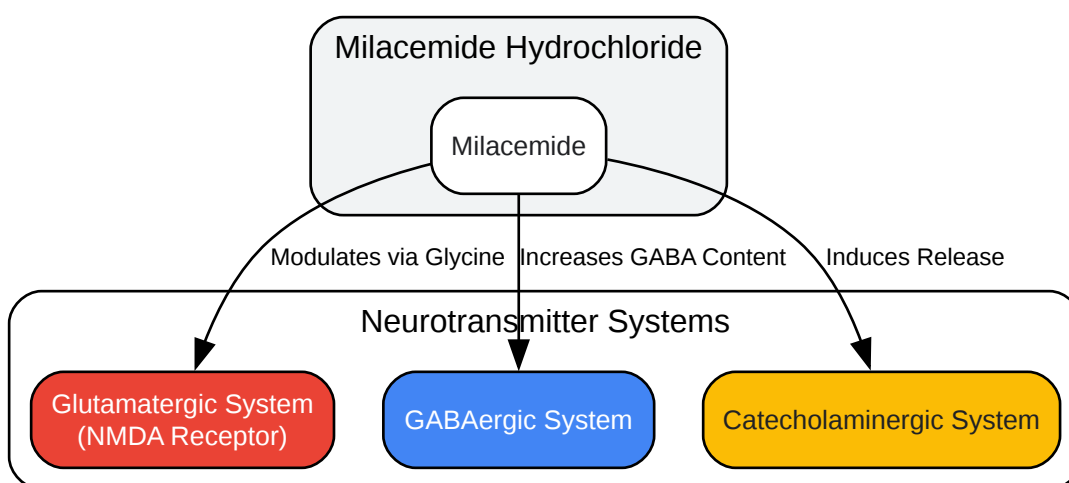 Milacemide Hydrochloride
Milacemide
Modulates via Glycine
Increases GABA Content
Induces Release
Neurotransmitter Systems
Glutamatergic System
(NMDA Receptor)
GABAergic System
Catecholaminergic System